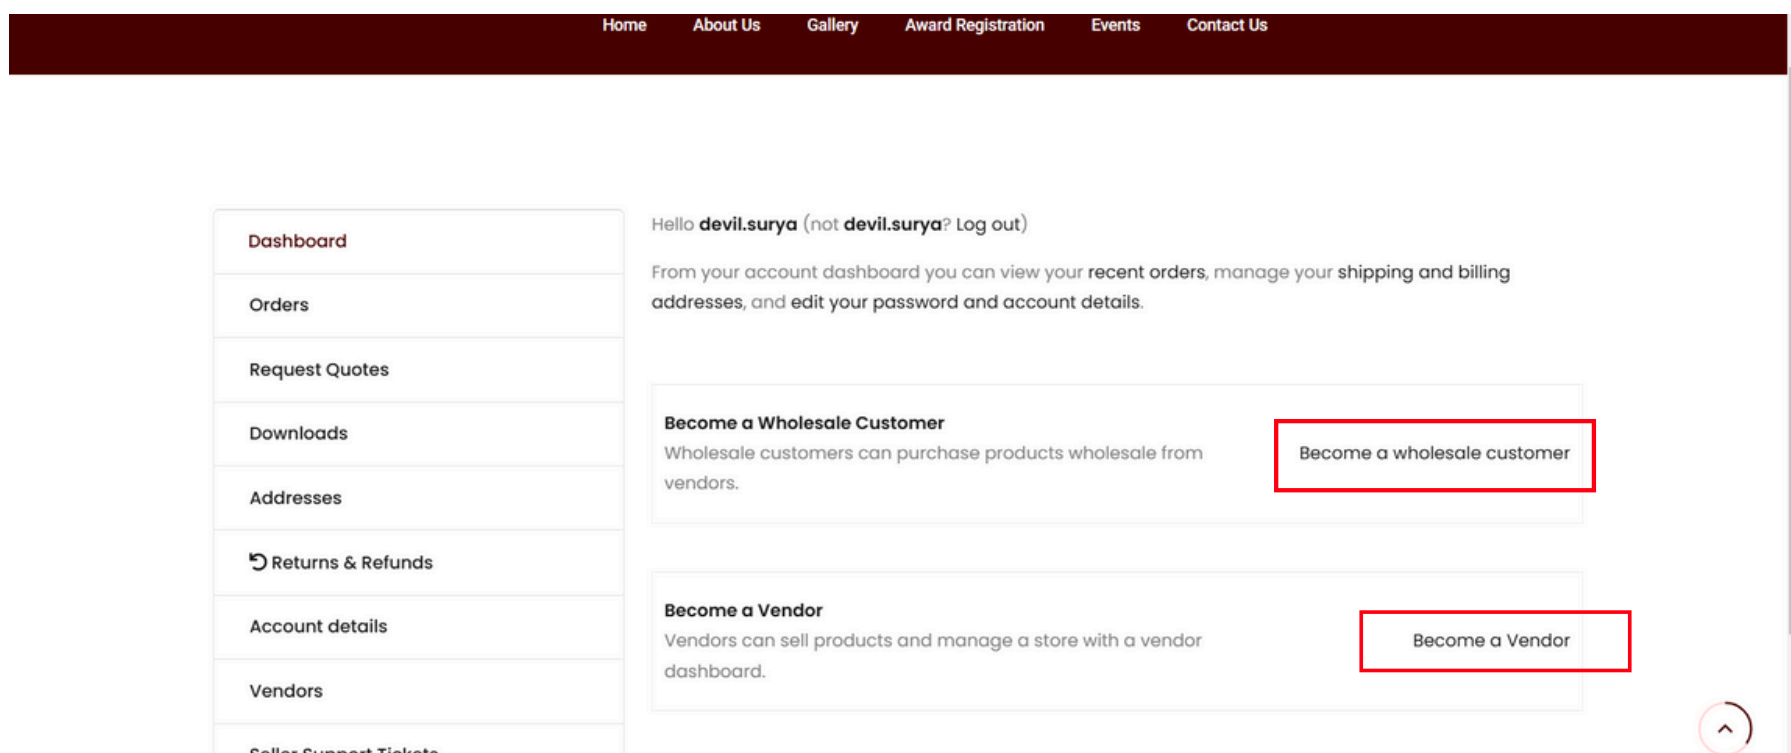 Home About Us Gallery Award Registration Events Contact Us
Dashboard
Orders
Request Quotes
Downloads
Addresses
Returns & Refunds
Account details
Vendors
Seller Support Tickets
Hello devil.surya (not devil.surya? Log out)
From your account dashboard you can view your recent orders, manage your shipping and billing
addresses, and edit your password and account details.
Become a Wholesale Customer
Wholesale customers can purchase products wholesale from
vendors.
Become a wholesale customer
Become a Vendor
Vendors can sell products and manage a store with a vendor
dashboard.
Become a Vendor